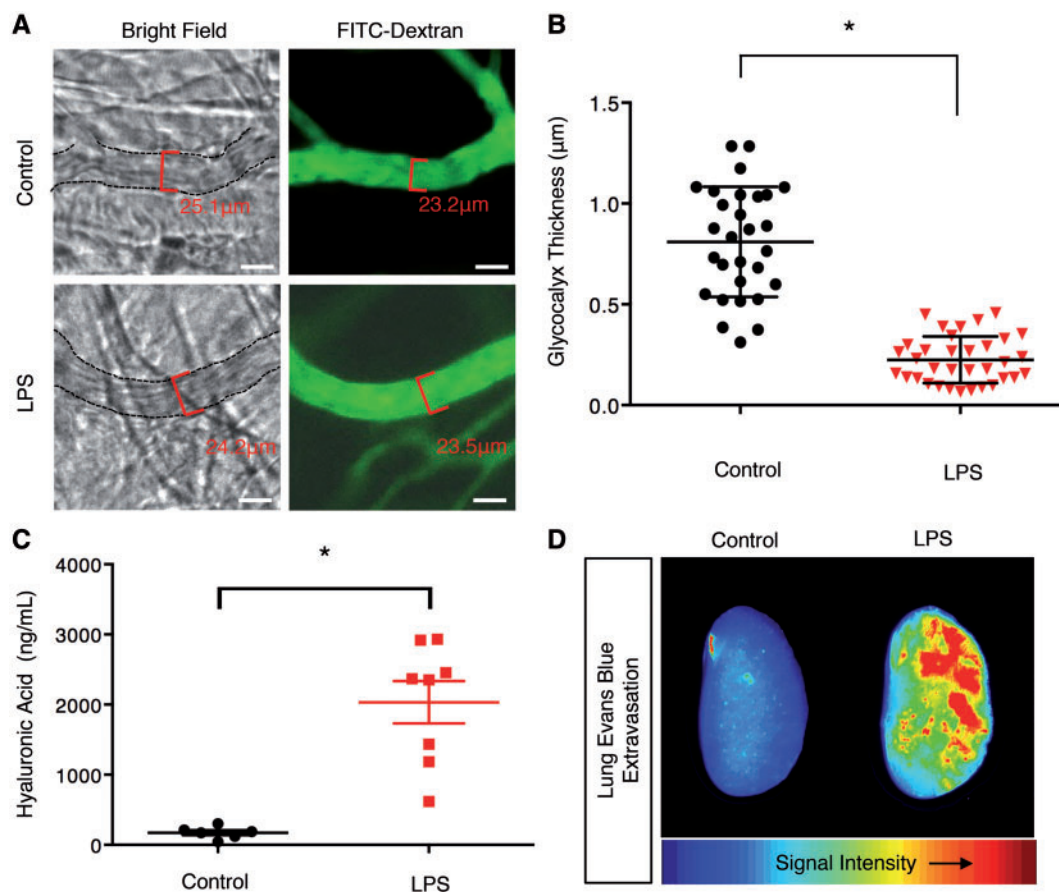 A
Bright Field
FITC-Dextran
Control
25.1µm
23.2µm
LPS
24.2µm
23.5µm
B
*
Glycocalyx Thickness (µm)
1.5
1.0
0.5
0.0
Control
LPS
C
*
Hyaluronic Acid (ng/mL)
4000
3000
2000
1000
0
Control
LPS
D
Control
LPS
Lung Evans Blue
Extravasation
Signal Intensity →